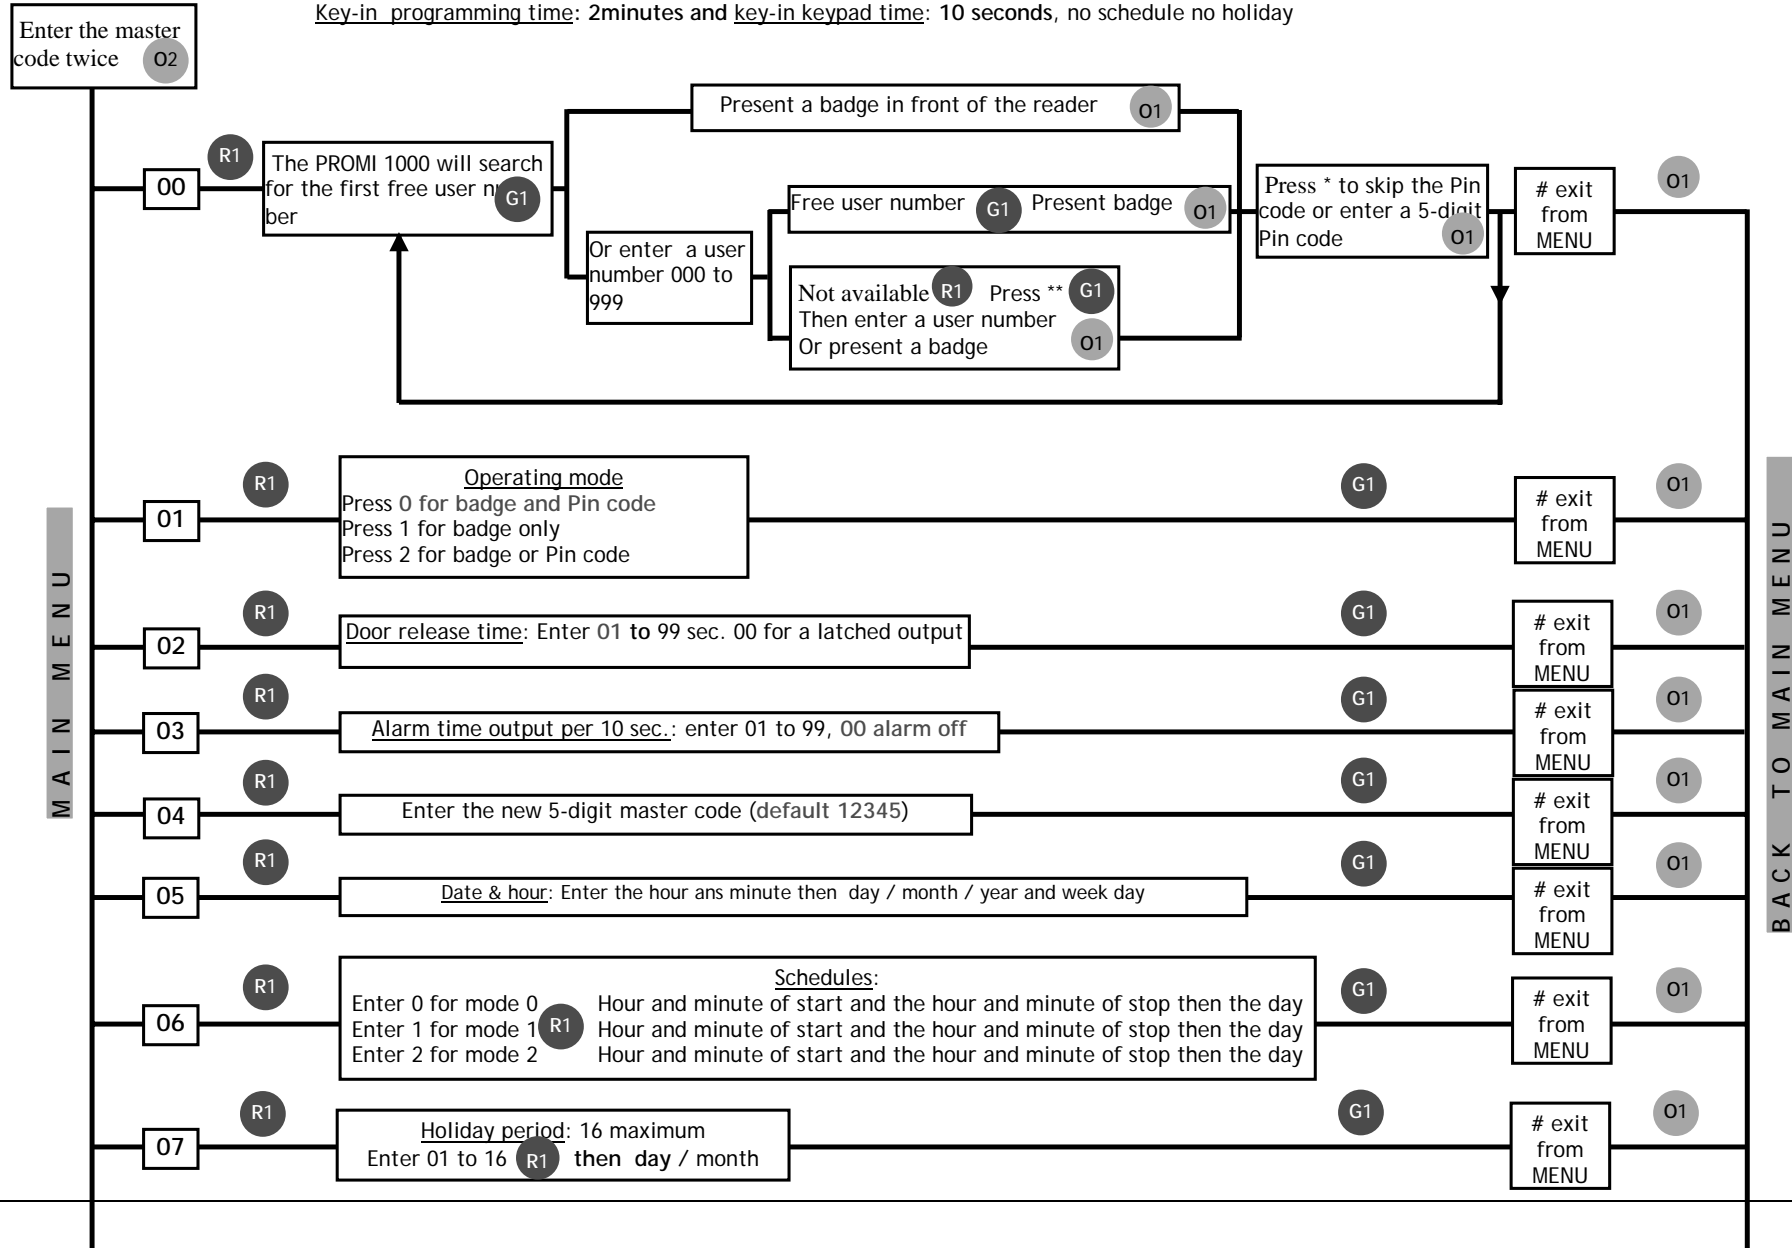 Key-in programming time: 2minutes and key-in keypad time: 10 seconds, no schedule no holiday
Enter the master
code twice O2
MAIN MENU
00
R1
The PROMI 1000 will search
for the first free user n
ber
G1
Present a badge in front of the reader O1
Or enter a user
number 000 to
999
Free user number G1 Present badge O1
Not available R1 Press ** G1
Then enter a user number
Or present a badge O1
Press * to skip the Pin
code or enter a 5-digit
Pin code O1
# exit
from
MENU
O1
01
R1
Operating mode
Press 0 for badge and Pin code
Press 1 for badge only
Press 2 for badge or Pin code
G1
# exit
from
MENU
O1
02
R1
Door release time: Enter 01 to 99 sec. 00 for a latched output
G1
# exit
from
MENU
O1
03
R1
Alarm time output per 10 sec.: enter 01 to 99, 00 alarm off
G1
# exit
from
MENU
O1
04
R1
Enter the new 5-digit master code (default 12345)
G1
# exit
from
MENU
O1
05
R1
Date & hour: Enter the hour ans minute then day / month / year and week day
G1
# exit
from
MENU
O1
06
R1
Schedules:
Enter 0 for mode 0 Hour and minute of start and the hour and minute of stop then the day
Enter 1 for mode 1 R1 Hour and minute of start and the hour and minute of stop then the day
Enter 2 for mode 2 Hour and minute of start and the hour and minute of stop then the day
G1
# exit
from
MENU
O1
07
R1
Holiday period: 16 maximum
Enter 01 to 16 R1 then day / month
G1
# exit
from
MENU
O1
BACK TO MAIN MENU